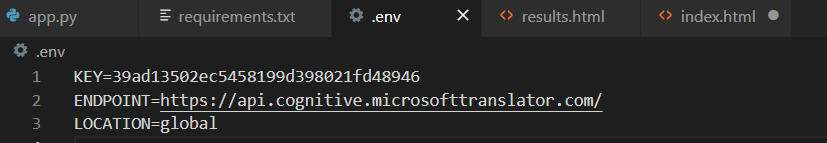 app.py requirements.txt .env results.html index.html
.env
1 KEY=39ad13502ec5458199d398021fd48946
2 ENDPOINT=https://api.cognitive.microsofttranslator.com/
3 LOCATION=global